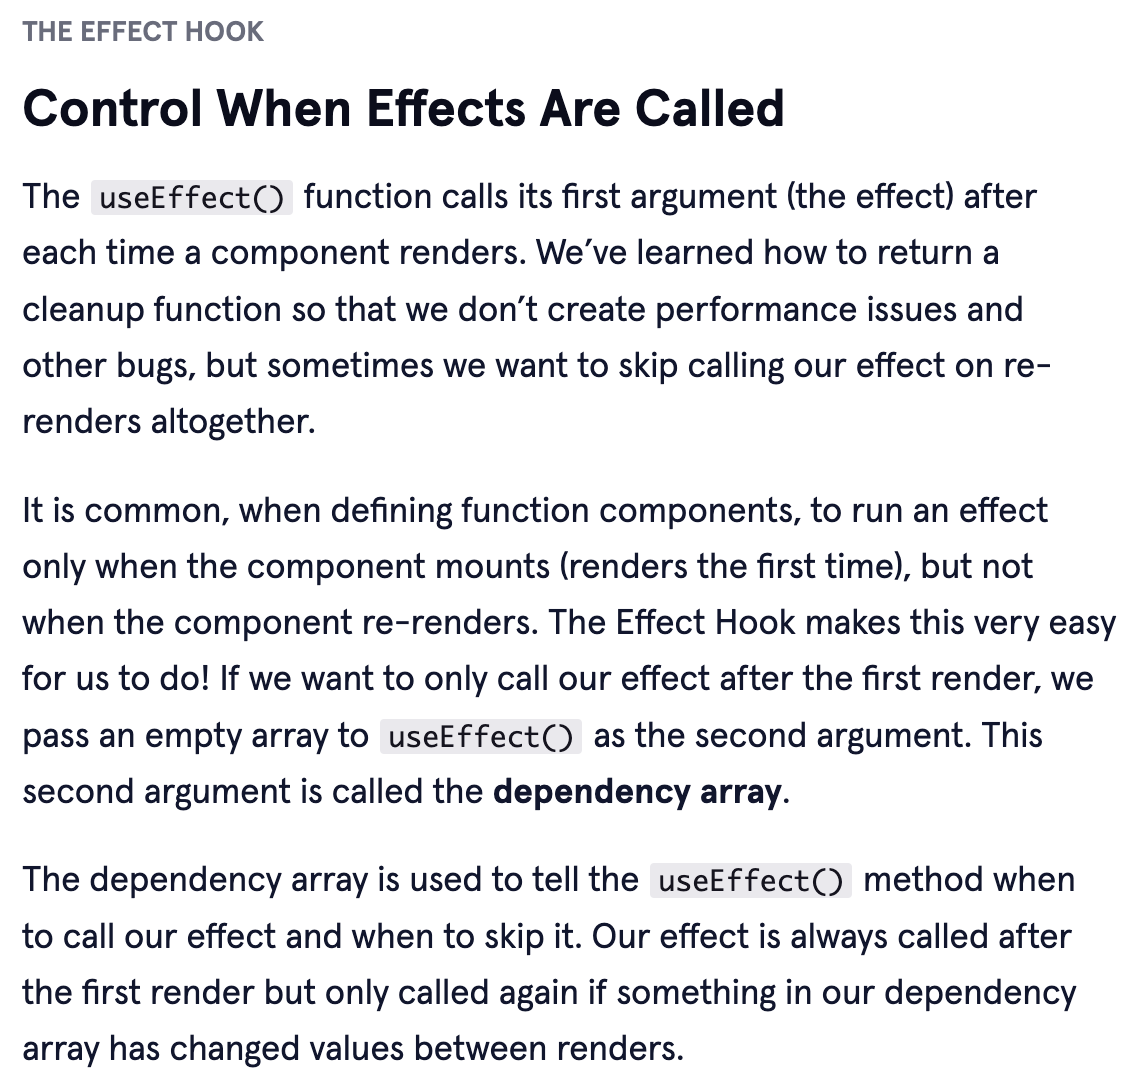 THE EFFECT HOOK
Control When Effects Are Called
The useEffect() function calls its first argument (the effect) after
each time a component renders. We’ve learned how to return a
cleanup function so that we don’t create performance issues and
other bugs, but sometimes we want to skip calling our effect on re-
renders altogether.
It is common, when defining function components, to run an effect
only when the component mounts (renders the first time), but not
when the component re-renders. The Effect Hook makes this very easy
for us to do! If we want to only call our effect after the first render, we
pass an empty array to useEffect() as the second argument. This
second argument is called the dependency array.
The dependency array is used to tell the useEffect() method when
to call our effect and when to skip it. Our effect is always called after
the first render but only called again if something in our dependency
array has changed values between renders.